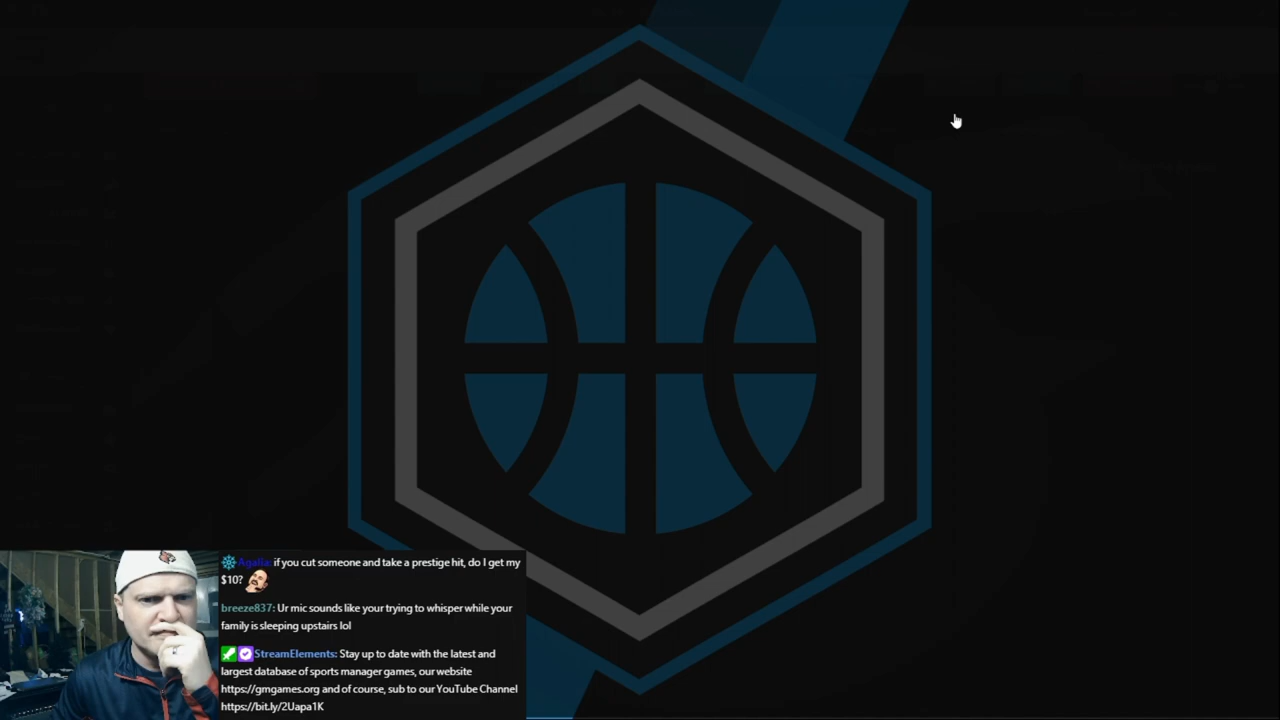 Agatia: if you cut someone and take a prestige hit, do I get my
$10?
breeze837: Ur mic sounds like your trying to whisper while your
family is sleeping upstairs lol
StreamElements: Stay up to date with the latest and
largest database of sports manager games, our website
https://gmgames.org and of course, sub to our YouTube Channel
https://bit.ly/2Uapa1K